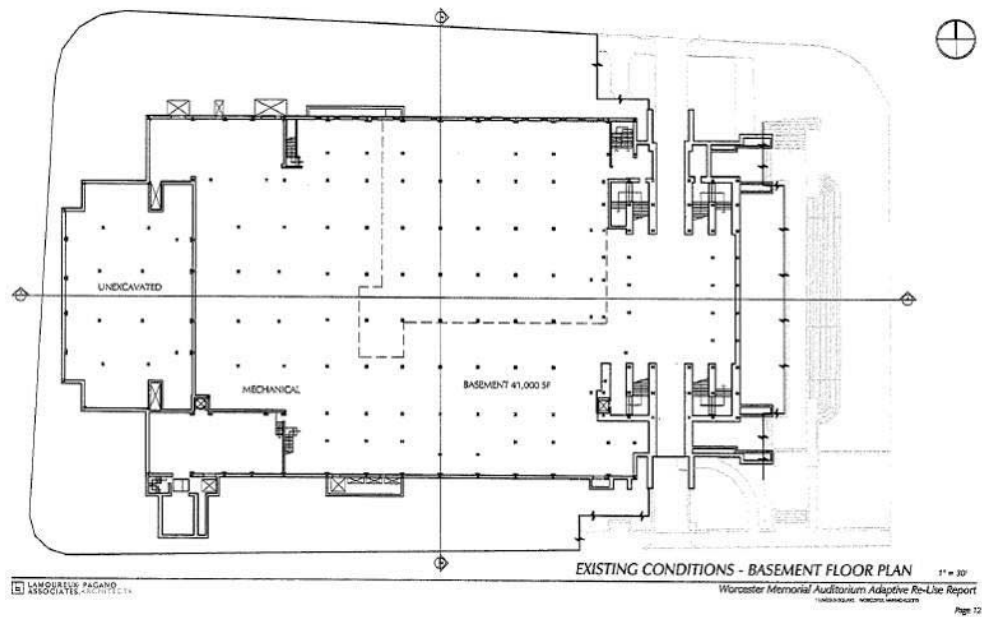 UNEXCAVATED
MECHANICAL
BASEMENT 41,000 SF
EXISTING CONDITIONS - BASEMENT FLOOR PLAN 1" = 30'
LAMOUREUX PAGANO
ASSOCIATES, ARCHITECTS
Worcester Memorial Auditorium Adaptive Re-Use Report
Page 12